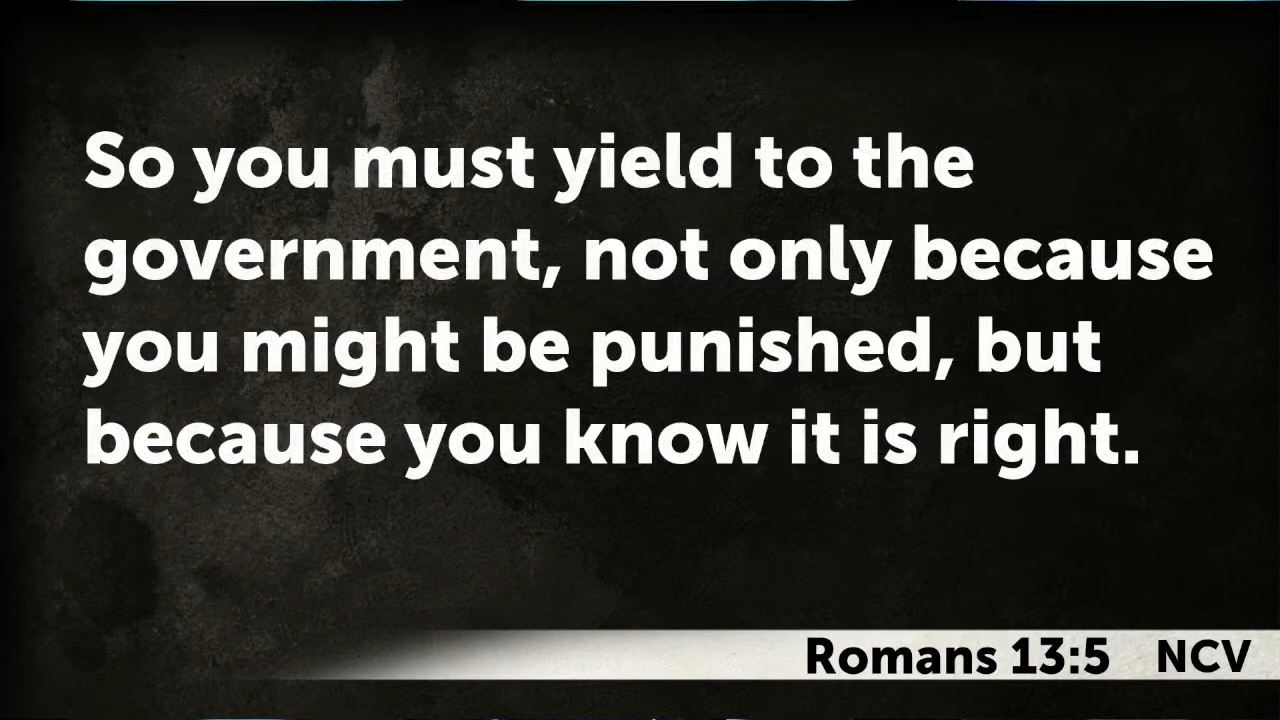 So you must yield to the
government, not only because
you might be punished, but
because you know it is right.
Romans 13:5 NCV